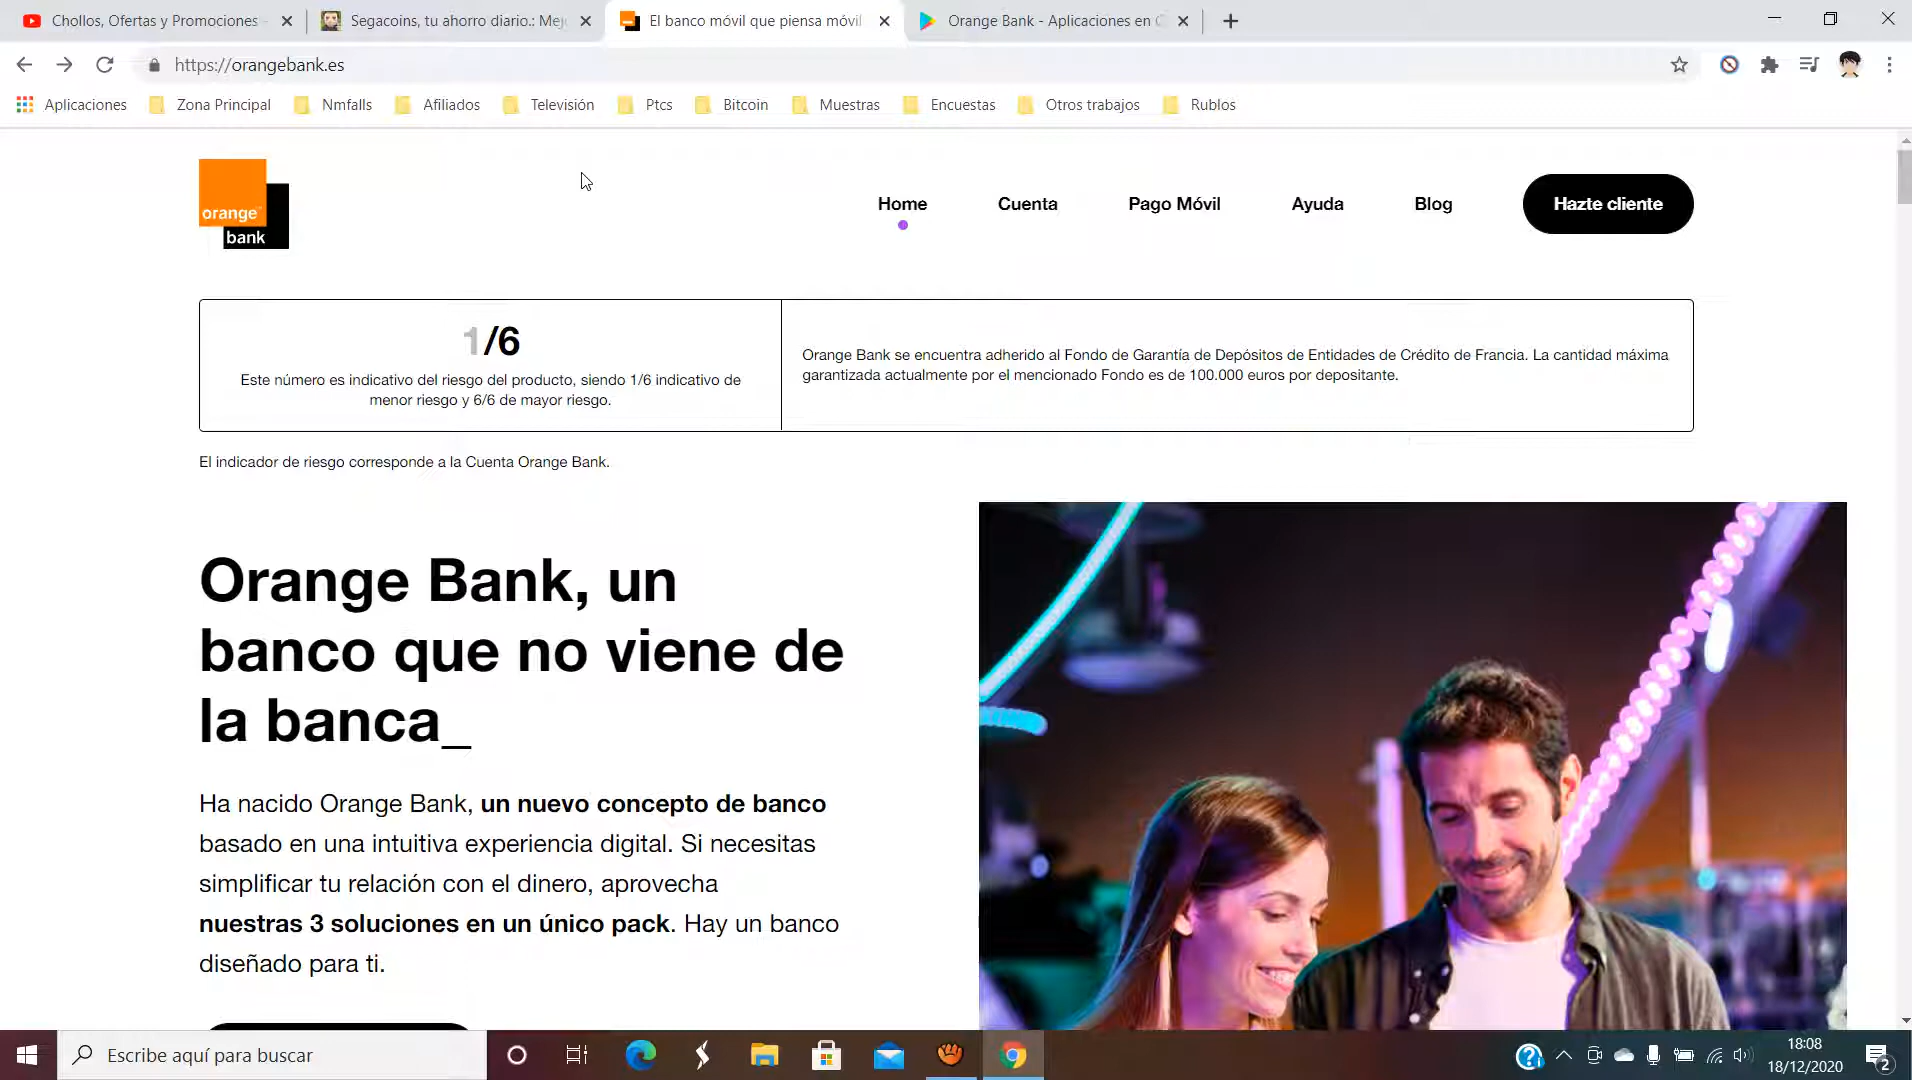 Chollos, Ofertas y Promociones -
Segacoins, tu ahorro diario.: Mej
El banco móvil que piensa móvil
Orange Bank - Aplicaciones en G
https://orangebank.es
Aplicaciones
Zona Principal
Nmfalls
Afiliados
Televisión
Ptcs
Bitcoin
Muestras
Encuestas
Otros trabajos
Rublos
orange™
bank
Home
Cuenta
Pago Móvil
Ayuda
Blog
Hazte cliente
1/6
Este número es indicativo del riesgo del producto, siendo 1/6 indicativo de
menor riesgo y 6/6 de mayor riesgo.
Orange Bank se encuentra adherido al Fondo de Garantía de Depósitos de Entidades de Crédito de Francia. La cantidad máxima
garantizada actualmente por el mencionado Fondo es de 100.000 euros por depositante.
El indicador de riesgo corresponde a la Cuenta Orange Bank.
Orange Bank, un
banco que no viene de
la banca_
Ha nacido Orange Bank, un nuevo concepto de banco
basado en una intuitiva experiencia digital. Si necesitas
simplificar tu relación con el dinero, aprovecha
nuestras 3 soluciones en un único pack. Hay un banco
diseñado para ti.
Escribe aquí para buscar
18:08
18/12/2020
2